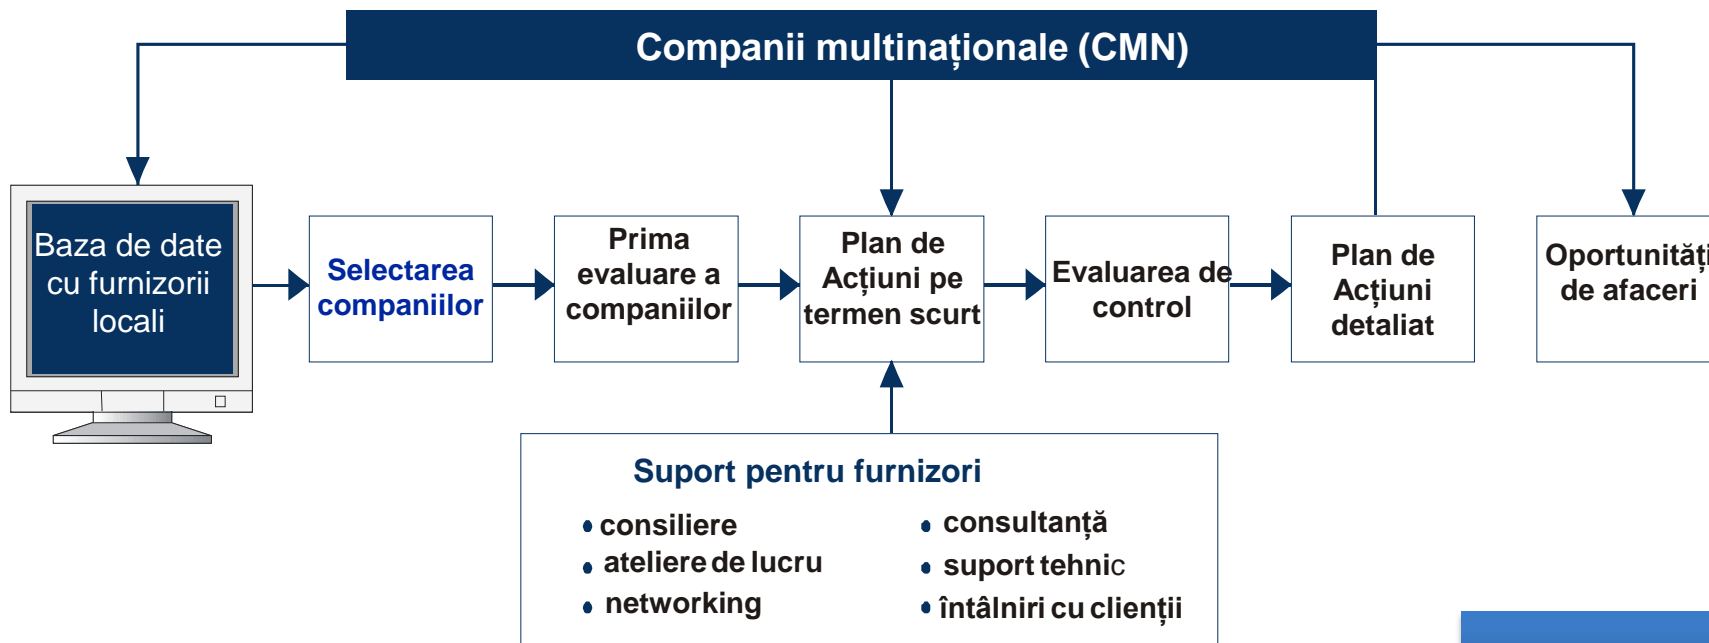 Companii multinaționale (CMN)
Baza de date
cu furnizorii
locali
Selectarea
companiilor
Prima
evaluare a
companiilor
Plan de
Acțiuni pe
termen scurt
Evaluarea de
control
Plan de
Acțiuni
detaliat
Oportunități
de afaceri
Suport pentru furnizori
• consiliere
• ateliere de lucru
• networking
• consultanță
• suport tehnic
• întâlniri cu clienții